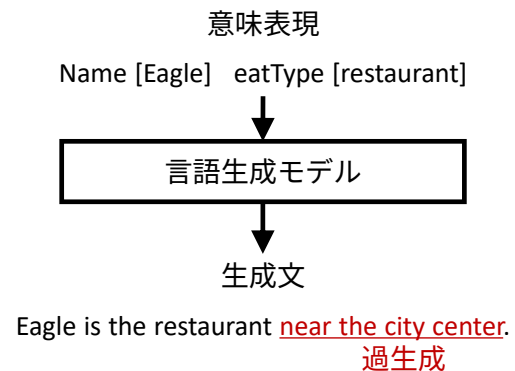 意味表現
Name [Eagle] eatType [restaurant]
言語生成モデル
生成文
Eagle is the restaurant near the city center.
過生成